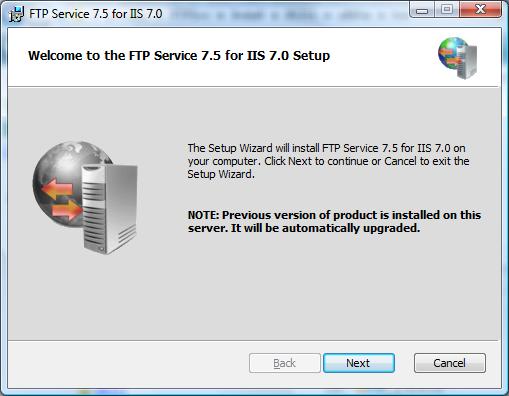 FTP Service 7.5 for IIS 7.0
Welcome to the FTP Service 7.5 for IIS 7.0 Setup
The Setup Wizard will install FTP Service 7.5 for IIS 7.0 on
your computer. Click Next to continue or Cancel to exit the
Setup Wizard.
NOTE: Previous version of product is installed on this
server. It will be automatically upgraded.
Back Next Cancel